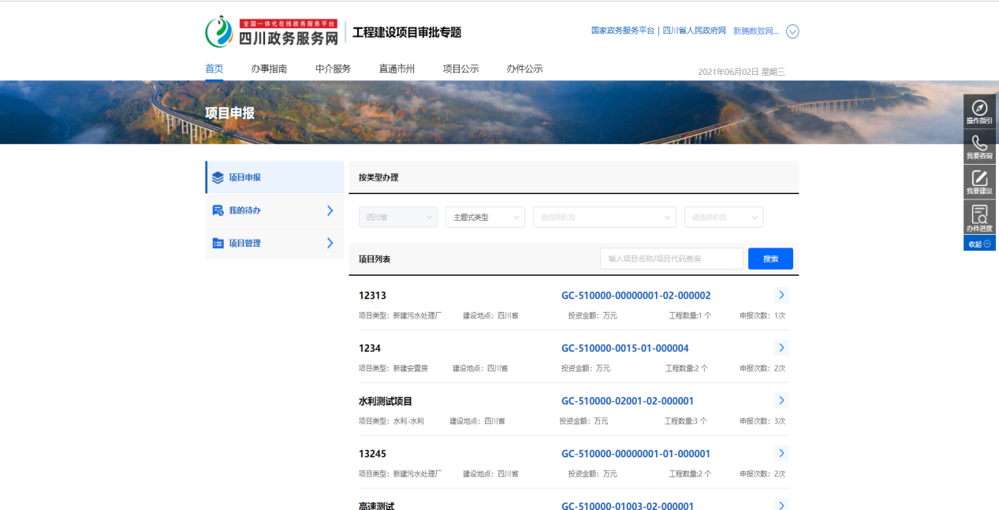 全国一体化在线政务服务平台
四川政务服务网
工程建设项目审批专题
国家政务服务平台 | 四川省人民政府网 新腾数致网...
首页 办事指南 中介服务 直通市州 项目公示 办件公示
2021年06月02日 星期三
项目申报
操作指引
我要咨询
我要建议
办件进度
收起
项目申报
我的待办
项目管理
按类型办理
四川省 主题式类型 请选择阶段 请选择阶段
项目列表 输入项目名称/项目代码查询 搜索
12313 GC-510000-00000001-02-000002
项目类型：新建污水处理厂 建设地点：四川省 投资金额：万元 工程数量:1 个 申报次数：1次
1234 GC-510000-0015-01-000004
项目类型：新建安置房 建设地点：四川省 投资金额：万元 工程数量:2 个 申报次数：2次
水利测试项目 GC-510000-02001-02-000001
项目类型：水利-水利 建设地点：四川省 投资金额：万元 工程数量:3 个 申报次数：3次
13245 GC-510000-00000001-01-000001
项目类型：新建污水处理厂 建设地点：四川省 投资金额：万元 工程数量:2 个 申报次数：2次
高速测试 GC-510000-01003-02-000001